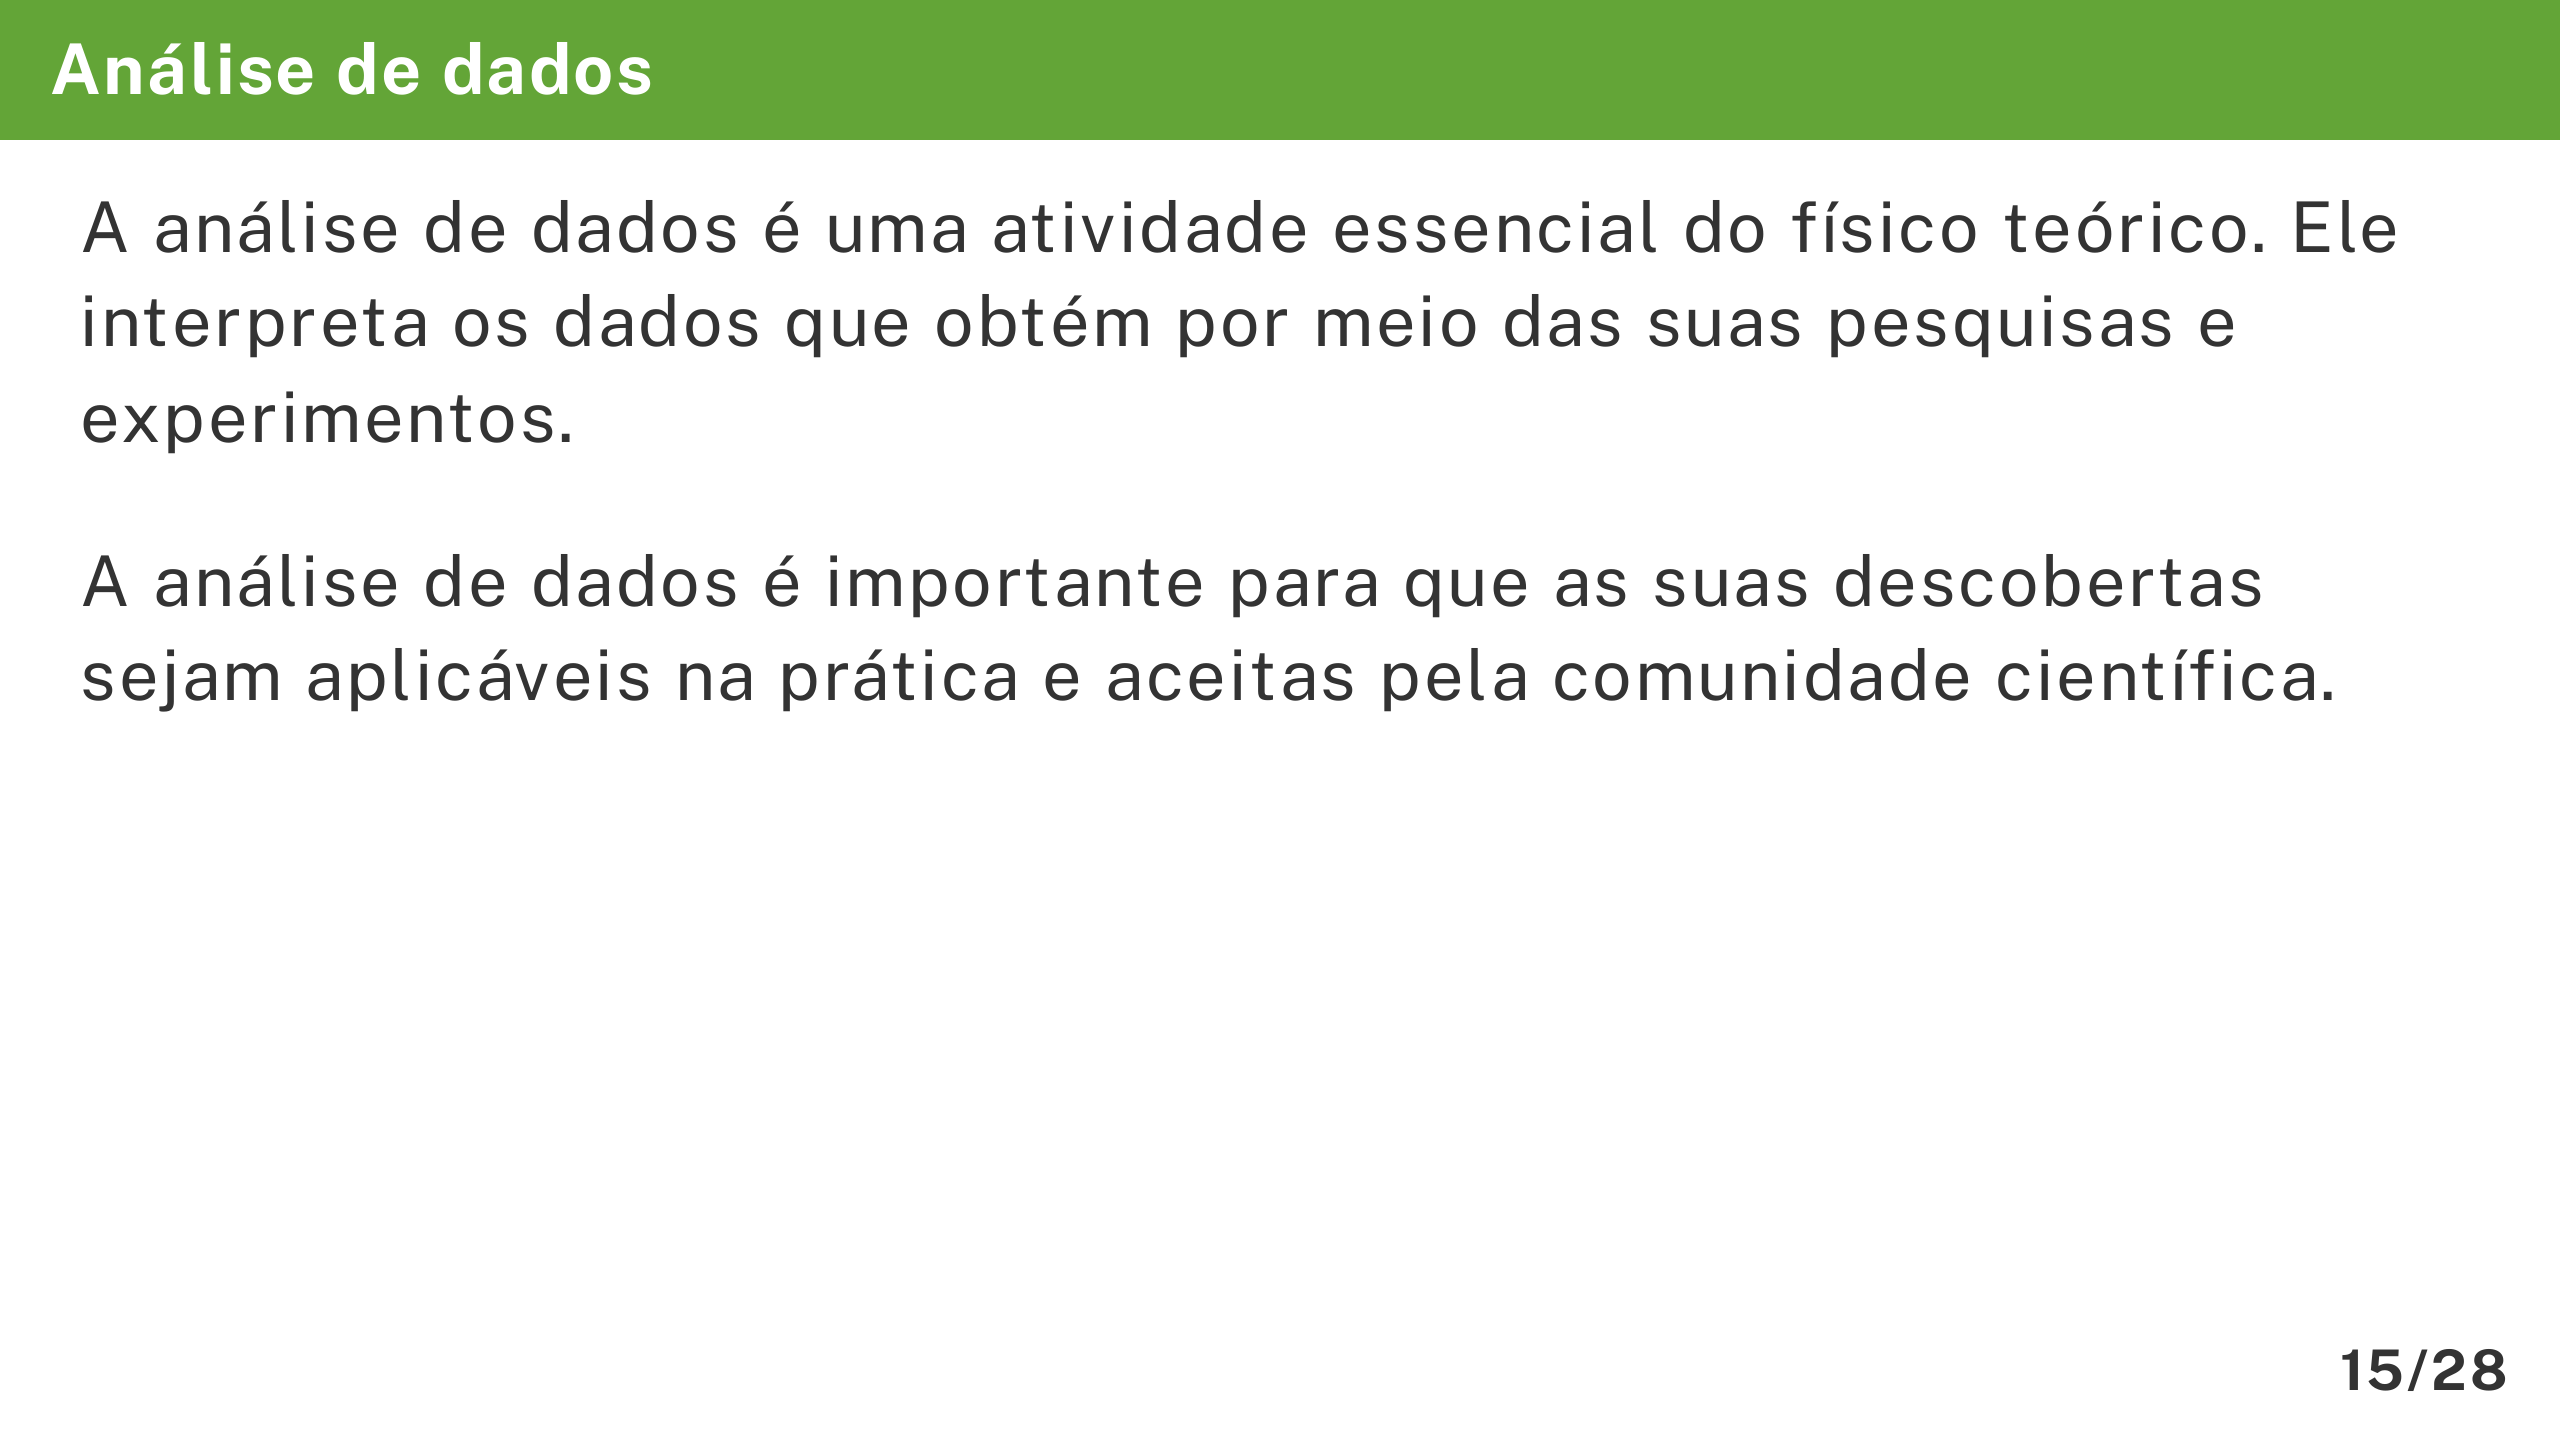 Análise de dados
A análise de dados é uma atividade essencial do físico teórico. Ele
interpreta os dados que obtém por meio das suas pesquisas e
experimentos.
A análise de dados é importante para que as suas descobertas
sejam aplicáveis na prática e aceitas pela comunidade científica.
15/28